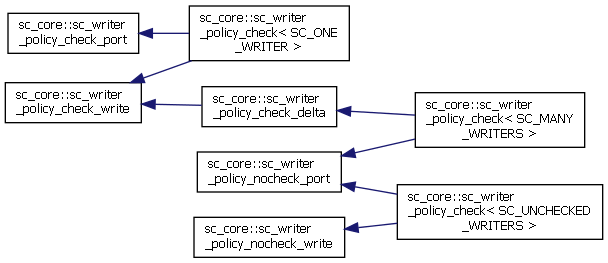 sc_core::sc_writer
_policy_check_port
sc_core::sc_writer
_policy_check< SC_ONE
_WRITER >
sc_core::sc_writer
_policy_check_write
sc_core::sc_writer
_policy_check_delta
sc_core::sc_writer
_policy_check< SC_MANY
_WRITERS >
sc_core::sc_writer
_policy_nocheck_port
sc_core::sc_writer
_policy_check< SC_UNCHECKED
_WRITERS >
sc_core::sc_writer
_policy_nocheck_write